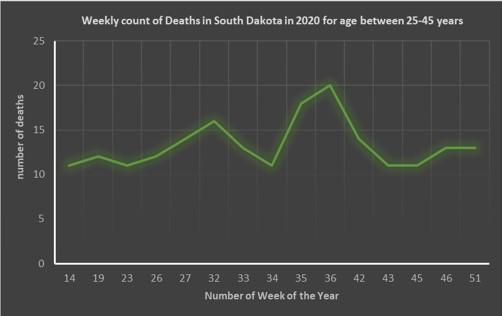 Weekly count of Deaths in South Dakota in 2020 for age between 25-45 years
25
20
15
10
5
0
number of deaths
14 19 23 26 27 32 33 34 35 36 42 43 45 46 51
Number of Week of the Year